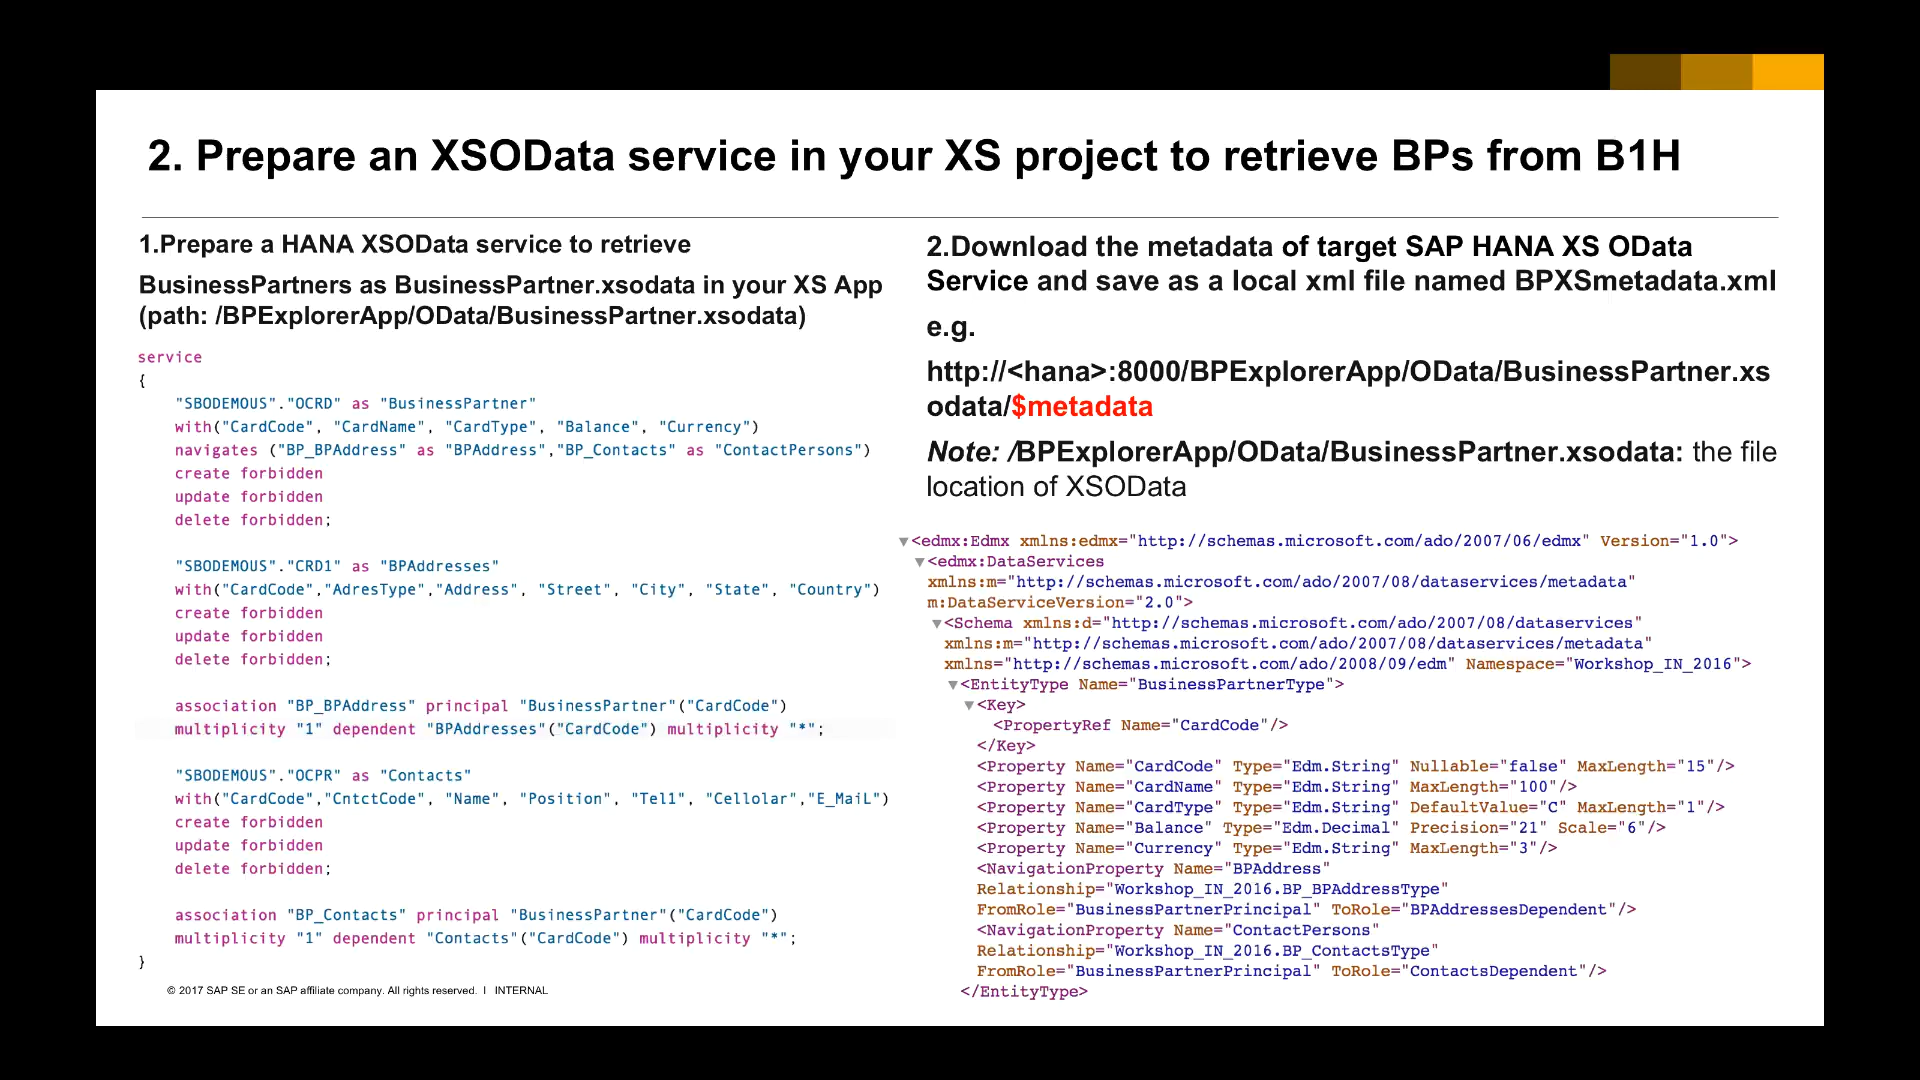 2. Prepare an XSOData service in your XS project to retrieve BPs from B1H
1.Prepare a HANA XSOData service to retrieve
BusinessPartners as BusinessPartner.xsodata in your XS App
(path: /BPExplorerApp/OData/BusinessPartner.xsodata)
service
{
"SBODEMOUS"."OCRD" as "BusinessPartner"
with("CardCode", "CardName", "CardType", "Balance", "Currency")
navigates ("BP_BPAddress" as "BPAddress","BP_Contacts" as "ContactPersons")
create forbidden
update forbidden
delete forbidden;
"SBODEMOUS"."CRD1" as "BPAddresses"
with("CardCode","AdresType","Address", "Street", "City", "State", "Country")
create forbidden
update forbidden
delete forbidden;
association "BP_BPAddress" principal "BusinessPartner"("CardCode")
multiplicity "1" dependent "BPAddresses"("CardCode") multiplicity "*";
"SBODEMOUS"."OCPR" as "Contacts"
with("CardCode","CntctCode", "Name", "Position", "Tel1", "Cellolar","E_MaiL")
create forbidden
update forbidden
delete forbidden;
association "BP_Contacts" principal "BusinessPartner"("CardCode")
multiplicity "1" dependent "Contacts"("CardCode") multiplicity "*";
}
© 2017 SAP SE or an SAP affiliate company. All rights reserved. I INTERNAL
2.Download the metadata of target SAP HANA XS OData
Service and save as a local xml file named BPXSmetadata.xml
e.g.
http://<hana>:8000/BPExplorerApp/OData/BusinessPartner.xs
odata/$metadata
Note: /BPExplorerApp/OData/BusinessPartner.xsodata: the file
location of XSOData
<edmx:Edmx xmlns:edmx="http://schemas.microsoft.com/ado/2007/06/edmx" Version="1.0">
<edmx:DataServices
xmlns:m="http://schemas.microsoft.com/ado/2007/08/dataservices/metadata"
m:DataServiceVersion="2.0">
<Schema xmlns:d="http://schemas.microsoft.com/ado/2007/08/dataservices"
xmlns:m="http://schemas.microsoft.com/ado/2007/08/dataservices/metadata"
xmlns="http://schemas.microsoft.com/ado/2008/09/edm" Namespace="Workshop_IN_2016">
<EntityType Name="BusinessPartnerType">
<Key>
<PropertyRef Name="CardCode"/>
</Key>
<Property Name="CardCode" Type="Edm.String" Nullable="false" MaxLength="15"/>
<Property Name="CardName" Type="Edm.String" MaxLength="100"/>
<Property Name="CardType" Type="Edm.String" DefaultValue="C" MaxLength="1"/>
<Property Name="Balance" Type="Edm.Decimal" Precision="21" Scale="6"/>
<Property Name="Currency" Type="Edm.String" MaxLength="3"/>
<NavigationProperty Name="BPAddress"
Relationship="Workshop_IN_2016.BP_BPAddressType"
FromRole="BusinessPartnerPrincipal" ToRole="BPAddressesDependent"/>
<NavigationProperty Name="ContactPersons"
Relationship="Workshop_IN_2016.BP_ContactsType"
FromRole="BusinessPartnerPrincipal" ToRole="ContactsDependent"/>
</EntityType>